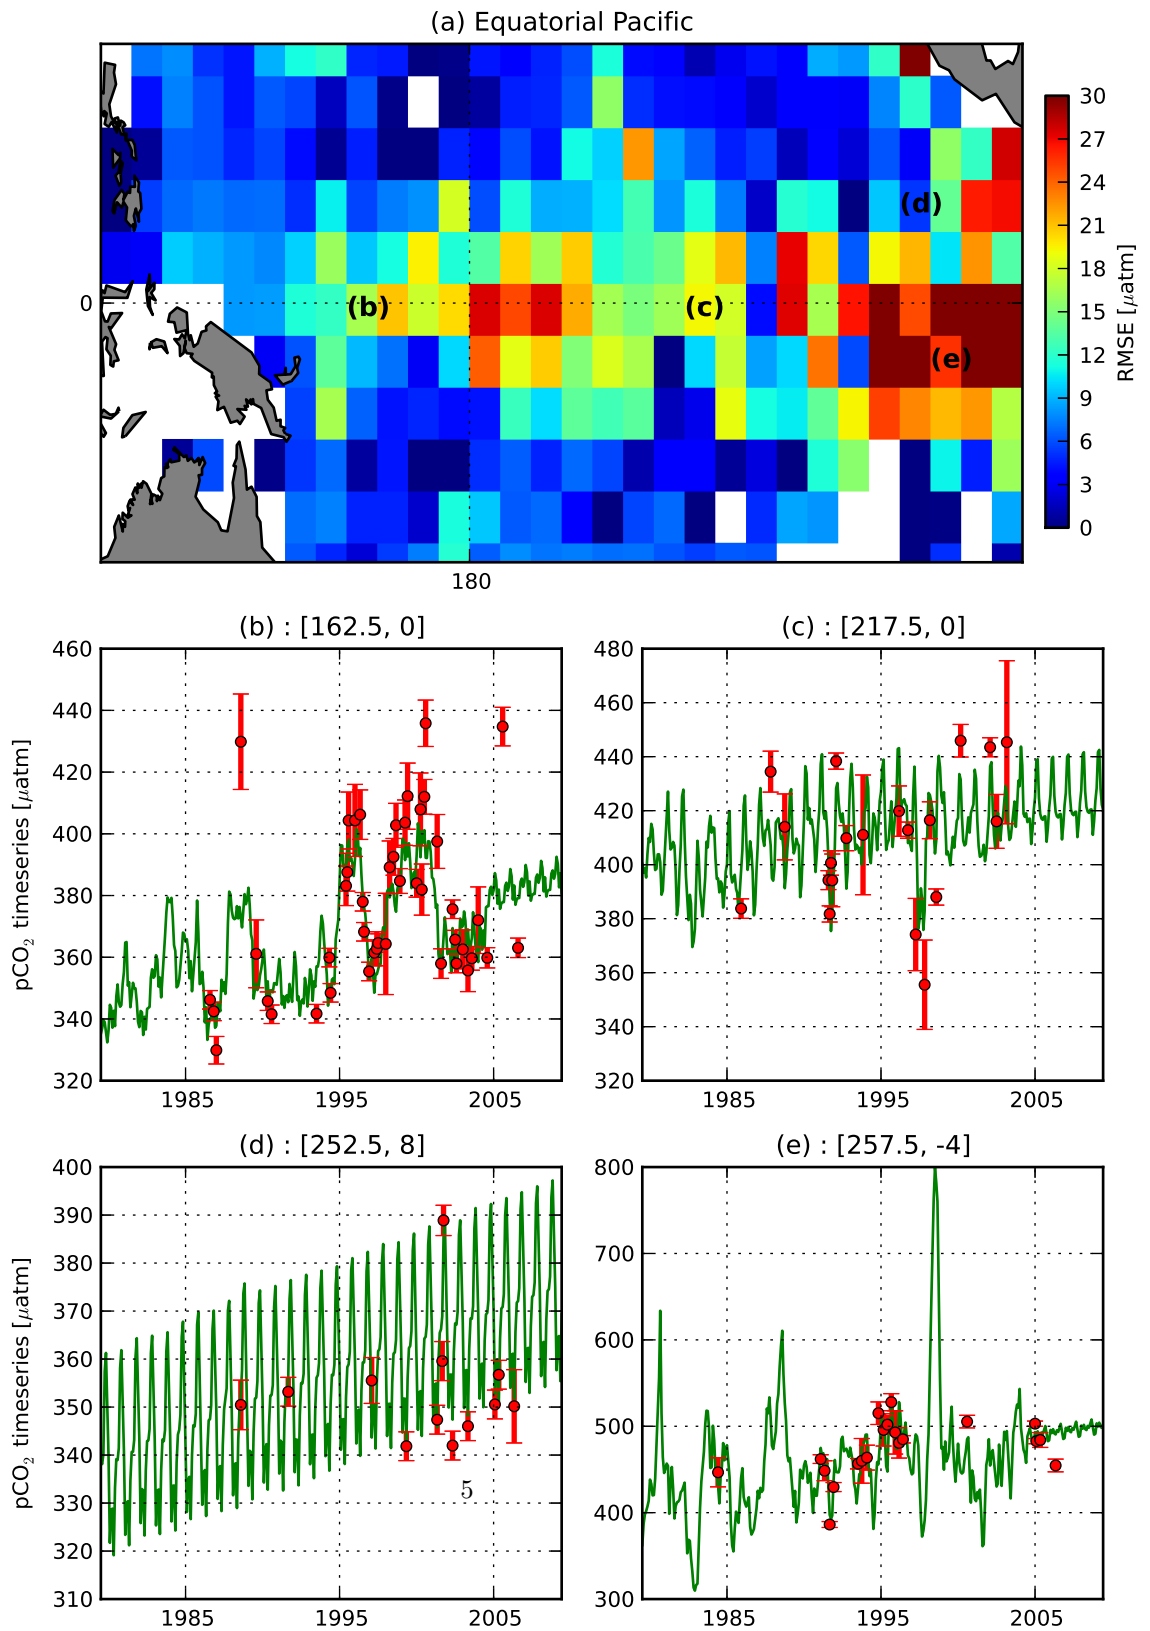 (a) Equatorial Pacific
(b)
(c)
(d)
(e)
0
180
30
27
24
21
18
15
12
9
6
3
0
RMSE [μatm]
(b) : [162.5, 0]
pCO₂ timeseries [μatm]
460
440
420
400
380
360
340
320
1985 1995 2005
(c) : [217.5, 0]
480
460
440
420
400
380
360
340
320
1985 1995 2005
(d) : [252.5, 8]
pCO₂ timeseries [μatm]
400
390
380
370
360
350
340
330
320
310
1985 1995 2005
5
(e) : [257.5, -4]
800
700
600
500
400
300
1985 1995 2005